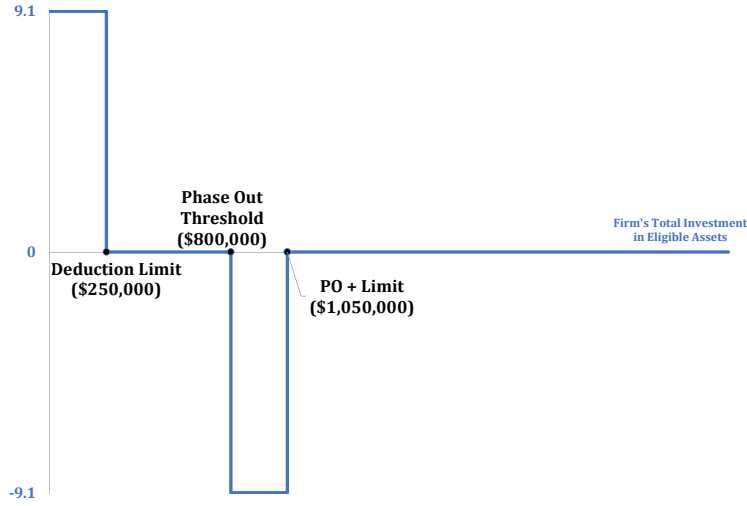 9.1
Phase Out
Threshold
($800,000)
Firm's Total Investment
in Eligible Assets
0
Deduction Limit
($250,000)
PO + Limit
($1,050,000)
-9.1